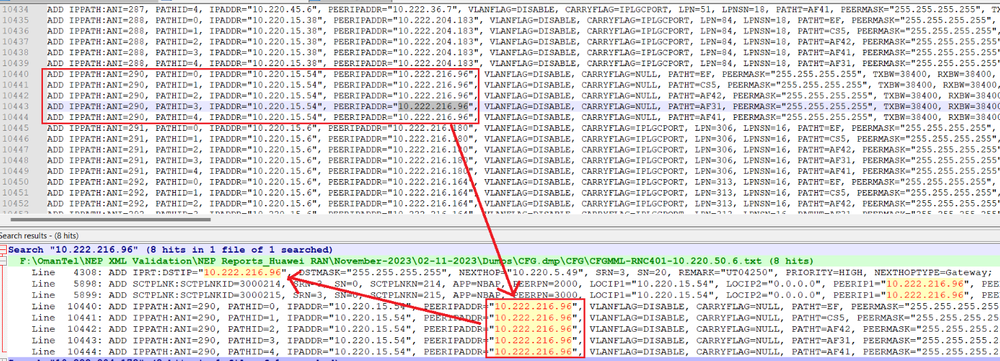 10434 ADD IPPATH:ANI=287, PATHID=4, IPADDR="10.220.45.6", PEERIPADDR="10.222.36.7", VLANFLAG=DISABLE, CARRYFLAG=IPLGCPORT, LPN=51, LPNSN=18, PATHT=AF41, PEERMASK="255.255.255.255", TX
10435 ADD IPPATH:ANI=288, PATHID=0, IPADDR="10.220.15.38", PEERIPADDR="10.222.204.183", VLANFLAG=DISABLE, CARRYFLAG=IPLGCPORT, LPN=84, LPNSN=18, PATHT=EF, PEERMASK="255.255.255.255"
10436 ADD IPPATH:ANI=288, PATHID=1, IPADDR="10.220.15.38", PEERIPADDR="10.222.204.183", VLANFLAG=DISABLE, CARRYFLAG=IPLGCPORT, LPN=84, LPNSN=18, PATHT=CS5, PEERMASK="255.255.255.255"
10437 ADD IPPATH:ANI=288, PATHID=2, IPADDR="10.220.15.38", PEERIPADDR="10.222.204.183", VLANFLAG=DISABLE, CARRYFLAG=IPLGCPORT, LPN=84, LPNSN=18, PATHT=AF42, PEERMASK="255.255.255.255"
10438 ADD IPPATH:ANI=288, PATHID=3, IPADDR="10.220.15.38", PEERIPADDR="10.222.204.183", VLANFLAG=DISABLE, CARRYFLAG=IPLGCPORT, LPN=84, LPNSN=18, PATHT=AF41, PEERMASK="255.255.255.255"
10439 ADD IPPATH:ANI=288, PATHID=4, IPADDR="10.220.15.38", PEERIPADDR="10.222.204.183", VLANFLAG=DISABLE, CARRYFLAG=IPLGCPORT, LPN=84, LPNSN=18, PATHT=AF31, PEERMASK="255.255.255.255"
10440 ADD IPPATH:ANI=290, PATHID=0, IPADDR="10.220.15.54", PEERIPADDR="10.222.216.96", VLANFLAG=DISABLE, CARRYFLAG=NULL, PATHT=EF, PEERMASK="255.255.255.255", TXBW=38400, RXBW=38400,
10441 ADD IPPATH:ANI=290, PATHID=1, IPADDR="10.220.15.54", PEERIPADDR="10.222.216.96", VLANFLAG=DISABLE, CARRYFLAG=NULL, PATHT=CS5, PEERMASK="255.255.255.255", TXBW=38400, RXBW=38400
10442 ADD IPPATH:ANI=290, PATHID=2, IPADDR="10.220.15.54", PEERIPADDR="10.222.216.96", VLANFLAG=DISABLE, CARRYFLAG=NULL, PATHT=AF42, PEERMASK="255.255.255.255", TXBW=38400, RXBW=38400
10443 ADD IPPATH:ANI=290, PATHID=3, IPADDR="10.220.15.54", PEERIPADDR="10.222.216.96", VLANFLAG=DISABLE, CARRYFLAG=NULL, PATHT=AF31, PEERMASK="255.255.255.255", TXBW=38400, RXBW=38400
10444 ADD IPPATH:ANI=290, PATHID=4, IPADDR="10.220.15.54", PEERIPADDR="10.222.216.96", VLANFLAG=DISABLE, CARRYFLAG=NULL, PATHT=AF41, PEERMASK="255.255.255.255", TXBW=38400, RXBW=38400
10445 ADD IPPATH:ANI=291, PATHID=0, IPADDR="10.220.15.6", PEERIPADDR="10.222.216.180", VLANFLAG=DISABLE, CARRYFLAG=IPLGCPORT, LPN=306, LPNSN=16, PATHT=EF, PEERMASK="255.255.255.255",
10446 ADD IPPATH:ANI=291, PATHID=1, IPADDR="10.220.15.6", PEERIPADDR="10.222.216.180", VLANFLAG=DISABLE, CARRYFLAG=IPLGCPORT, LPN=306, LPNSN=16, PATHT=CS5, PEERMASK="255.255.255.255"
10447 ADD IPPATH:ANI=291, PATHID=2, IPADDR="10.220.15.6", PEERIPADDR="10.222.216.180", VLANFLAG=DISABLE, CARRYFLAG=IPLGCPORT, LPN=306, LPNSN=16, PATHT=AF42, PEERMASK="255.255.255.255"
10448 ADD IPPATH:ANI=291, PATHID=3, IPADDR="10.220.15.6", PEERIPADDR="10.222.216.180", VLANFLAG=DISABLE, CARRYFLAG=IPLGCPORT, LPN=306, LPNSN=16, PATHT=AF31, PEERMASK="255.255.255.255"
10449 ADD IPPATH:ANI=291, PATHID=4, IPADDR="10.220.15.6", PEERIPADDR="10.222.216.180", VLANFLAG=DISABLE, CARRYFLAG=IPLGCPORT, LPN=306, LPNSN=16, PATHT=AF41, PEERMASK="255.255.255.255"
10450 ADD IPPATH:ANI=292, PATHID=0, IPADDR="10.220.15.6", PEERIPADDR="10.222.216.164", VLANFLAG=DISABLE, CARRYFLAG=IPLGCPORT, LPN=313, LPNSN=16, PATHT=EF, PEERMASK="255.255.255.255",
10451 ADD IPPATH:ANI=292, PATHID=1, IPADDR="10.220.15.6", PEERIPADDR="10.222.216.164", VLANFLAG=DISABLE, CARRYFLAG=IPLGCPORT, LPN=313, LPNSN=16, PATHT=CS5, PEERMASK="255.255.255.255"
10452 ADD IPPATH:ANI=292, PATHID=2, IPADDR="10.220.15.6", PEERIPADDR="10.222.216.164", VLANFLAG=DISABLE, CARRYFLAG=IPLGCPORT, LPN=313, LPNSN=16, PATHT=AF42, PEERMASK="255.255.255.255"
Search results - (8 hits)
Search "10.222.216.96" (8 hits in 1 file of 1 searched)
F:\OmanTel\NEP XML Validation\NEP Reports_Huawei RAN\November-2023\02-11-2023\Dumps\CFG.dmp\CFG\CFGMML-RNC401-10.220.50.6.txt (8 hits)
Line 4308: ADD IPRT:DSTIP="10.222.216.96", DSTMASK="255.255.255.255", NEXTHOP="10.220.5.49", SRN=3, SN=20, REMARK="UT04250", PRIORITY=HIGH, NEXTHOPTYPE=Gateway;
Line 5898: ADD SCTPLNK:SCTPLNKID=3000214, SRN=3, SN=0, SCTPLNKN=214, APP=NBAP, PEERPN=2000, LOCIP1="10.220.15.54", LOCIP2="0.0.0.0", PEERIP1="10.222.216.96", PEE
Line 5899: ADD SCTPLNK:SCTPLNKID=3000215, SRN=3, SN=0, SCTPLNKN=215, APP=NBAP, PEERPN=3000, LOCIP1="10.220.15.54", LOCIP2="0.0.0.0", PEERIP1="10.222.216.96", PEE
Line 10440: ADD IPPATH:ANI=290, PATHID=0, IPADDR="10.220.15.54", PEERIPADDR="10.222.216.96", VLANFLAG=DISABLE, CARRYFLAG=NULL, PATHT=EF, PEERMASK="255.255.255.25
Line 10441: ADD IPPATH:ANI=290, PATHID=1, IPADDR="10.220.15.54", PEERIPADDR="10.222.216.96", VLANFLAG=DISABLE, CARRYFLAG=NULL, PATHT=CS5, PEERMASK="255.255.255.2
Line 10442: ADD IPPATH:ANI=290, PATHID=2, IPADDR="10.220.15.54", PEERIPADDR="10.222.216.96", VLANFLAG=DISABLE, CARRYFLAG=NULL, PATHT=AF42, PEERMASK="255.255.255.
Line 10443: ADD IPPATH:ANI=290, PATHID=3, IPADDR="10.220.15.54", PEERIPADDR="10.222.216.96", VLANFLAG=DISABLE, CARRYFLAG=NULL, PATHT=AF31, PEERMASK="255.255.255.
Line 10444: ADD IPPATH:ANI=290, PATHID=4, IPADDR="10.220.15.54", PEERIPADDR="10.222.216.96", VLANFLAG=DISABLE, CARRYFLAG=NULL, PATHT=AF41, PEERMASK="255.255.255.